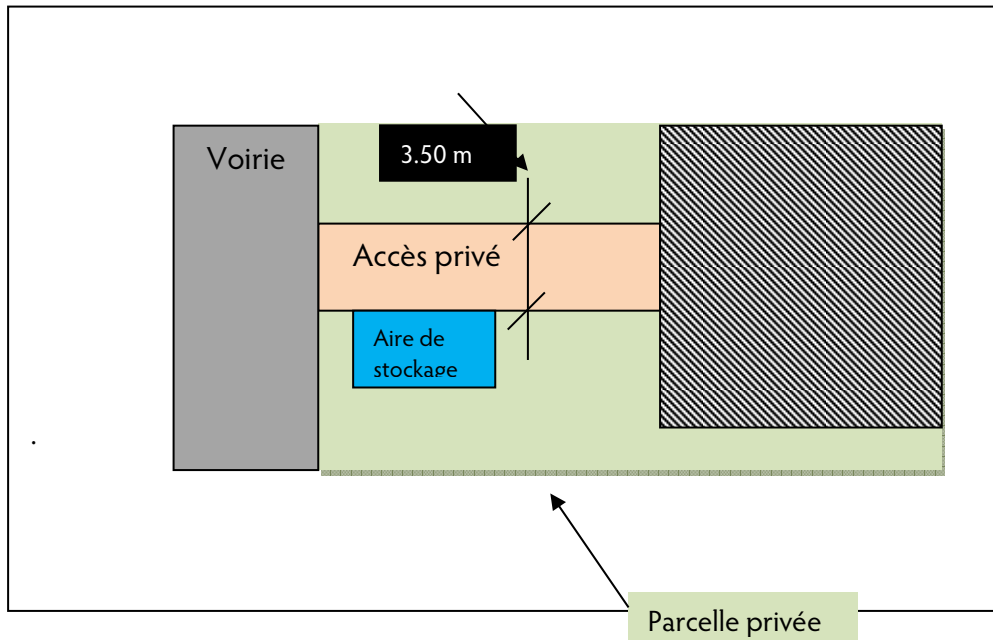 Voirie
3.50 m
Accès privé
Aire de
stockage
.
Parcelle privée